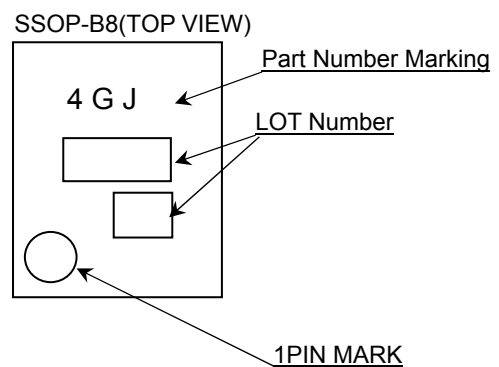 SSOP-B8(TOP VIEW)
Part Number Marking
4 G J
LOT Number
1PIN MARK